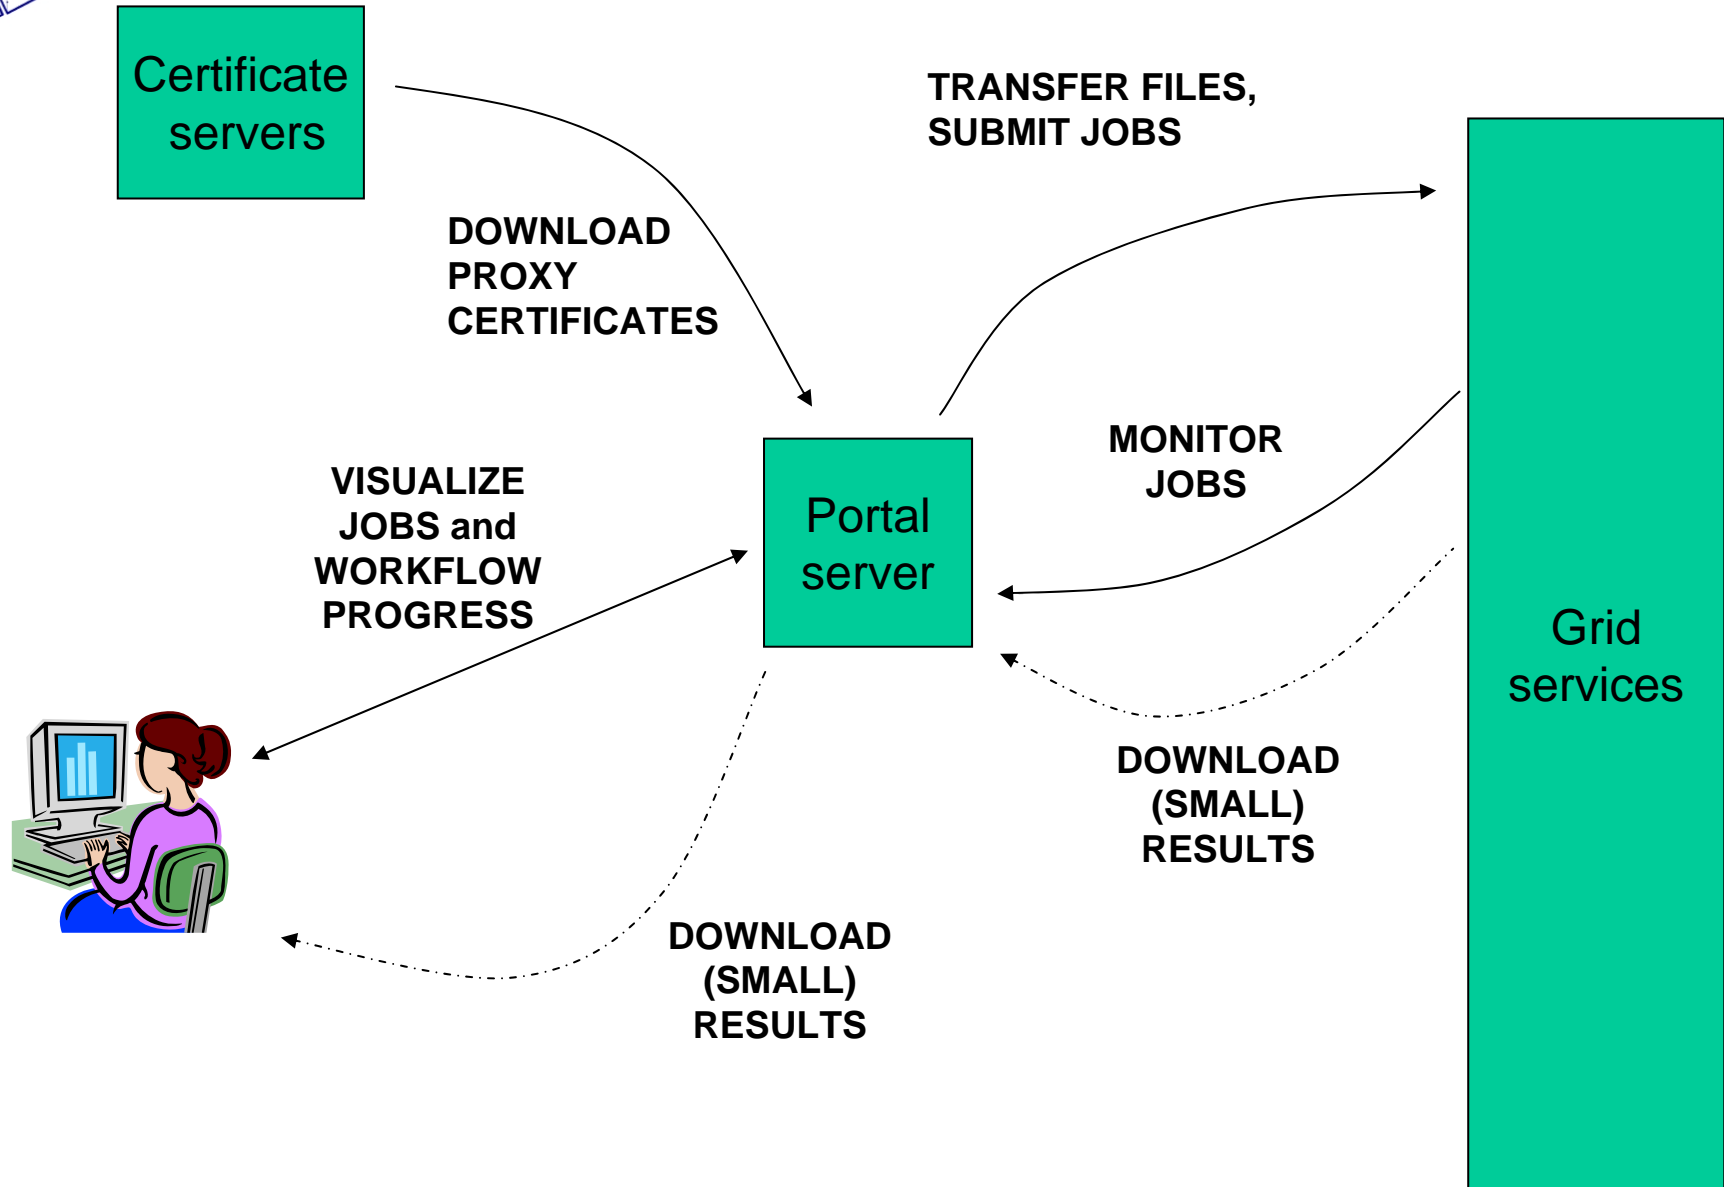 Certificate
servers
TRANSFER FILES,
SUBMIT JOBS
DOWNLOAD
PROXY
CERTIFICATES
MONITOR
JOBS
VISUALIZE
JOBS and
WORKFLOW
PROGRESS
Portal
server
Grid
services
DOWNLOAD
(SMALL)
RESULTS
DOWNLOAD
(SMALL)
RESULTS